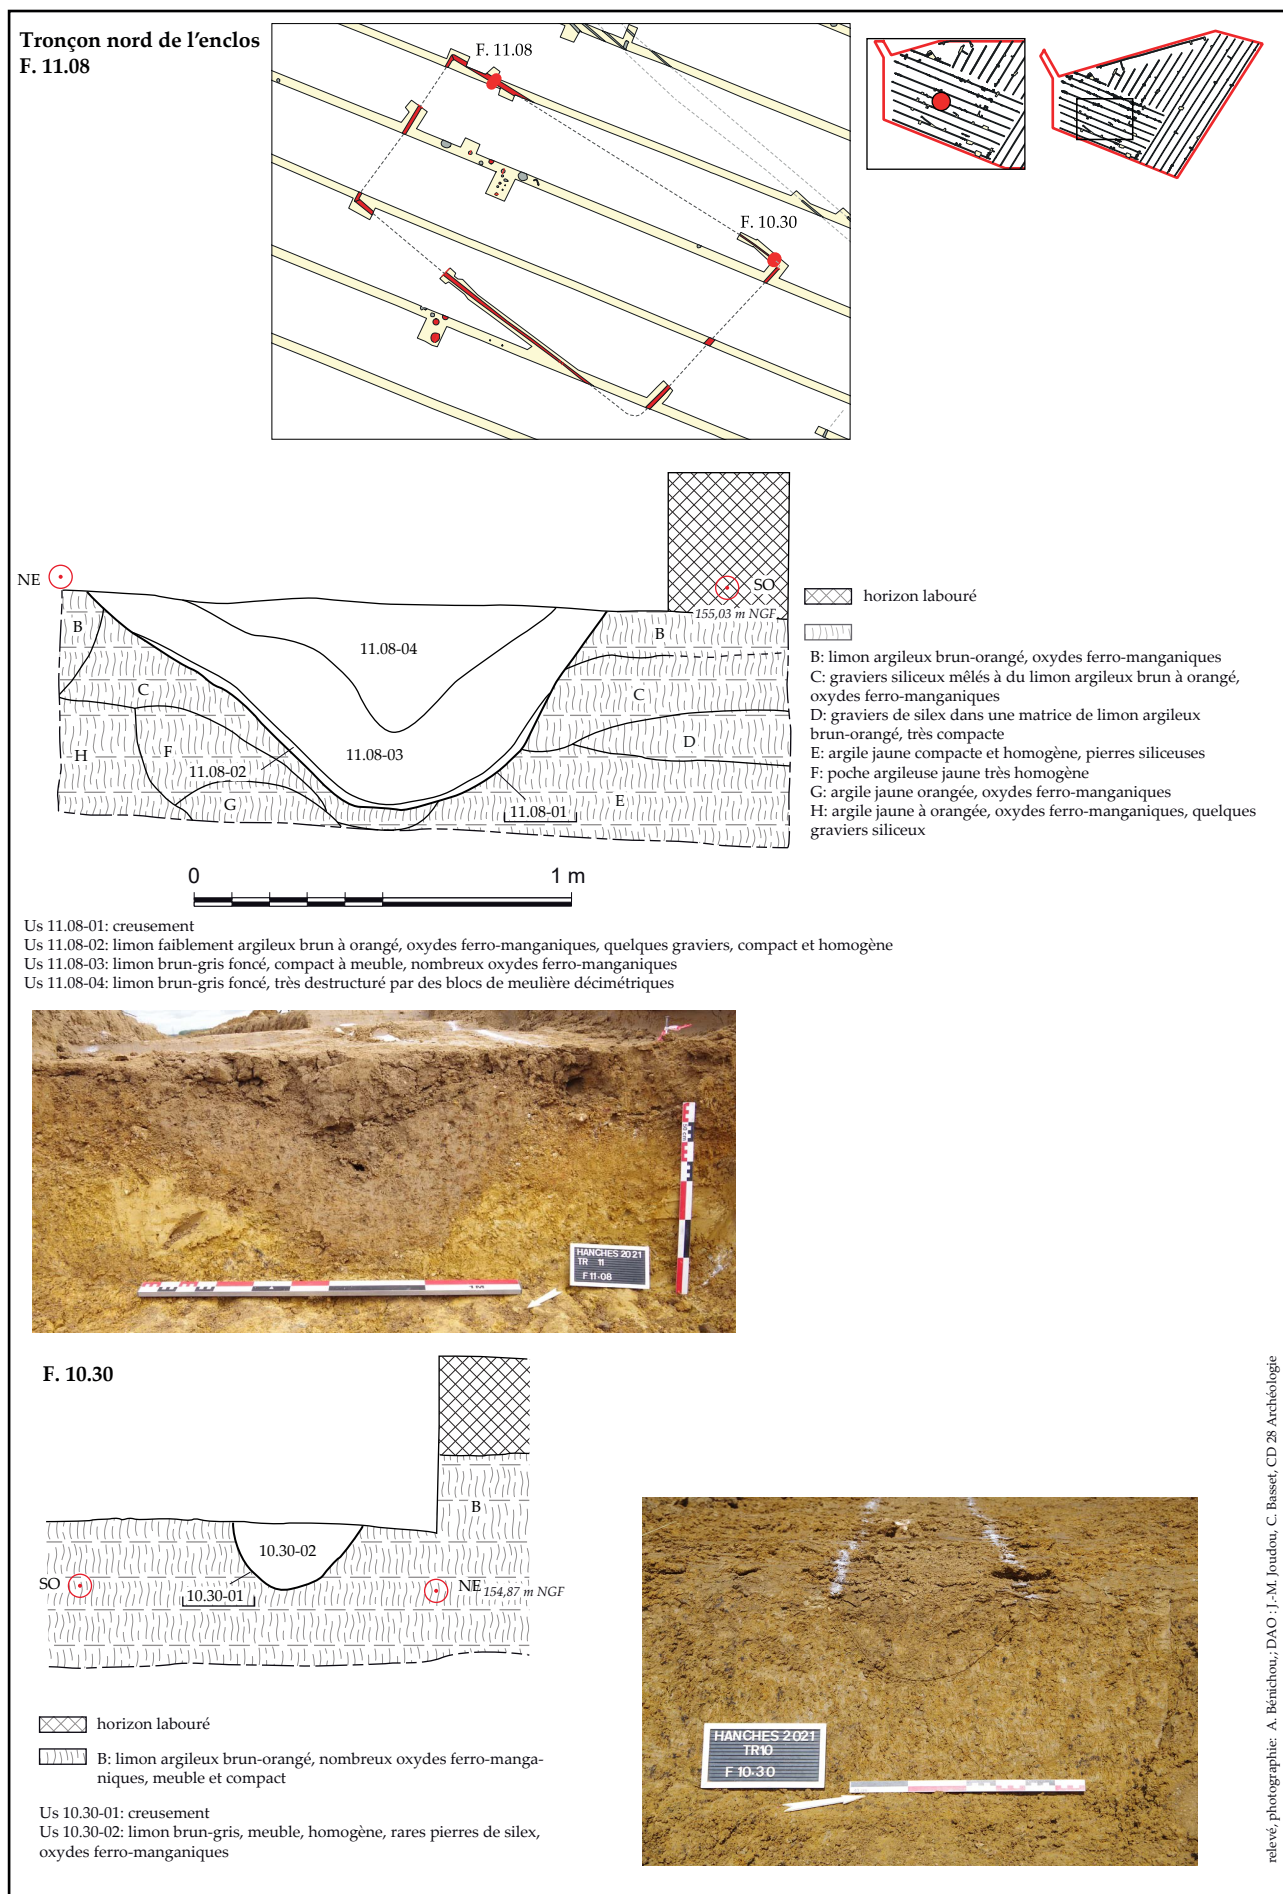 Tronçon nord de l'enclos
F. 11.08
F. 11.08
F. 10.30
NE
SO
155,03 m NGF
B
11.08-04
B
C
C
D
H
F
11.08-03
11.08-02
G
E
11.08-01
horizon labouré
B: limon argileux brun-orangé, oxydes ferro-manganiques
C: graviers siliceux mêlés à du limon argileux brun à orangé,
oxydes ferro-manganiques
D: graviers de silex dans une matrice de limon argileux
brun-orangé, très compacte
E: argile jaune compacte et homogène, pierres siliceuses
F: poche argileuse jaune très homogène
G: argile jaune orangée, oxydes ferro-manganiques
H: argile jaune à orangée, oxydes ferro-manganiques, quelques
graviers siliceux
0 1 m
Us 11.08-01: creusement
Us 11.08-02: limon faiblement argileux brun à orangé, oxydes ferro-manganiques, quelques graviers, compact et homogène
Us 11.08-03: limon brun-gris foncé, compact à meuble, nombreux oxydes ferro-manganiques
Us 11.08-04: limon brun-gris foncé, très destructuré par des blocs de meulière décimétriques
HANCHES 2021
TR 11
F 11·08
F. 10.30
B
10.30-02
SO
10.30-01
NE
154,87 m NGF
horizon labouré
B: limon argileux brun-orangé, nombreux oxydes ferro-manga-
niques, meuble et compact
Us 10.30-01: creusement
Us 10.30-02: limon brun-gris, meuble, homogène, rares pierres de silex,
oxydes ferro-manganiques
HANCHES 2021
TR10
F 10·30
relevé, photographie: A. Bénichou,; DAO : J.-M. Joudou, C. Basset, CD 28 Archéologie